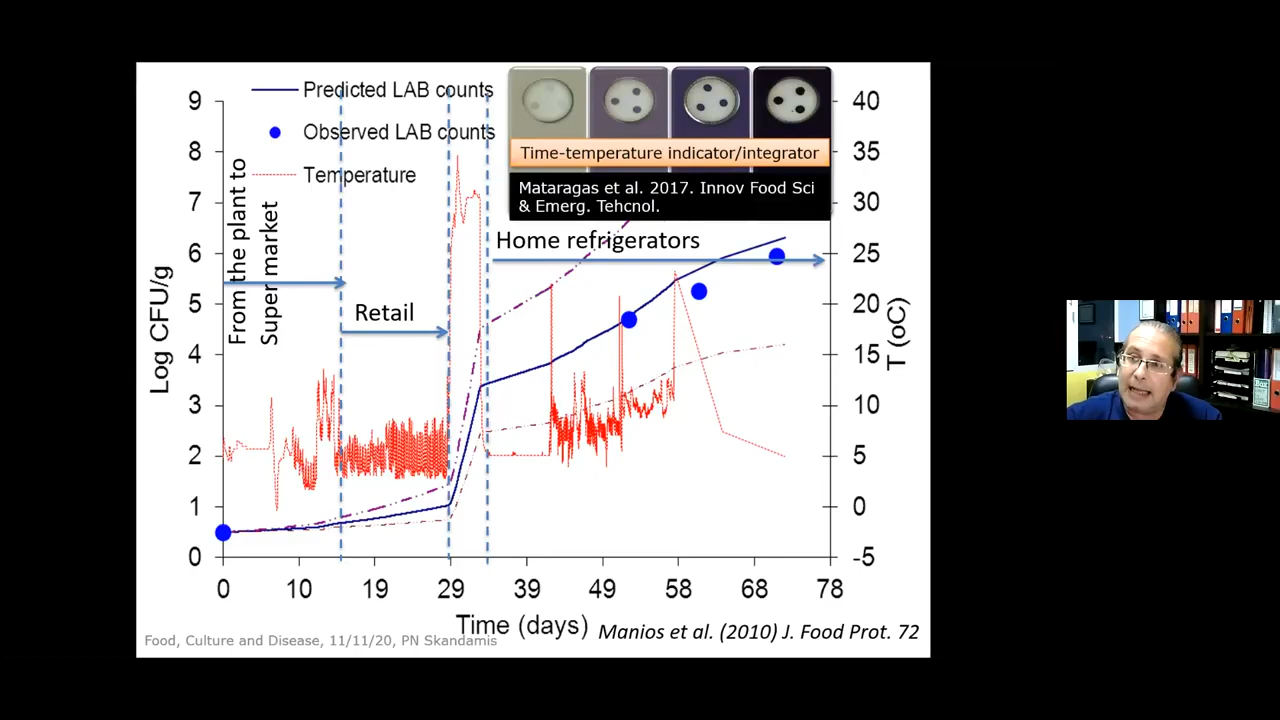 Predicted LAB counts
Observed LAB counts
Temperature
Time-temperature indicator/integrator
Mataragas et al. 2017. Innov Food Sci
& Emerg. Tehcnol.
From the plant to
Super market
Retail
Home refrigerators
Log CFU/g
9
8
7
6
5
4
3
2
1
0
40
35
30
25
20
15
10
5
0
-5
T (oC)
0 10 19 29 39 49 58 68 78
Time (days)
Food, Culture and Disease, 11/11/20, PN Skandamis
Manios et al. (2010) J. Food Prot. 72
Box